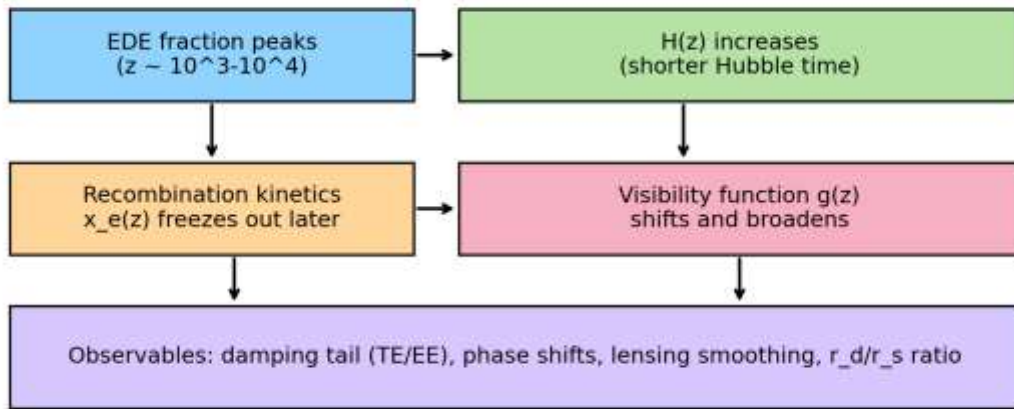 EDE fraction peaks
(z ~ 10^3-10^4)
H(z) increases
(shorter Hubble time)
Recombination kinetics
x_e(z) freezes out later
Visibility function g(z)
shifts and broadens
Observables: damping tail (TE/EE), phase shifts, lensing smoothing, r_d/r_s ratio